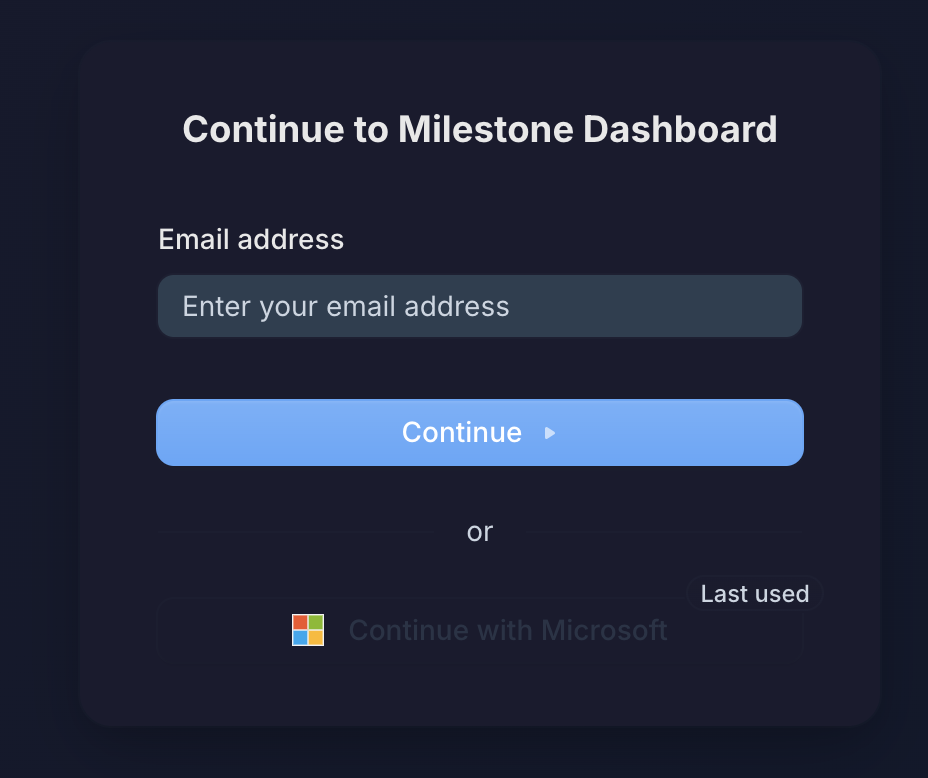 Continue to Milestone Dashboard
Email address
Enter your email address
Continue
or
Last used
Continue with Microsoft